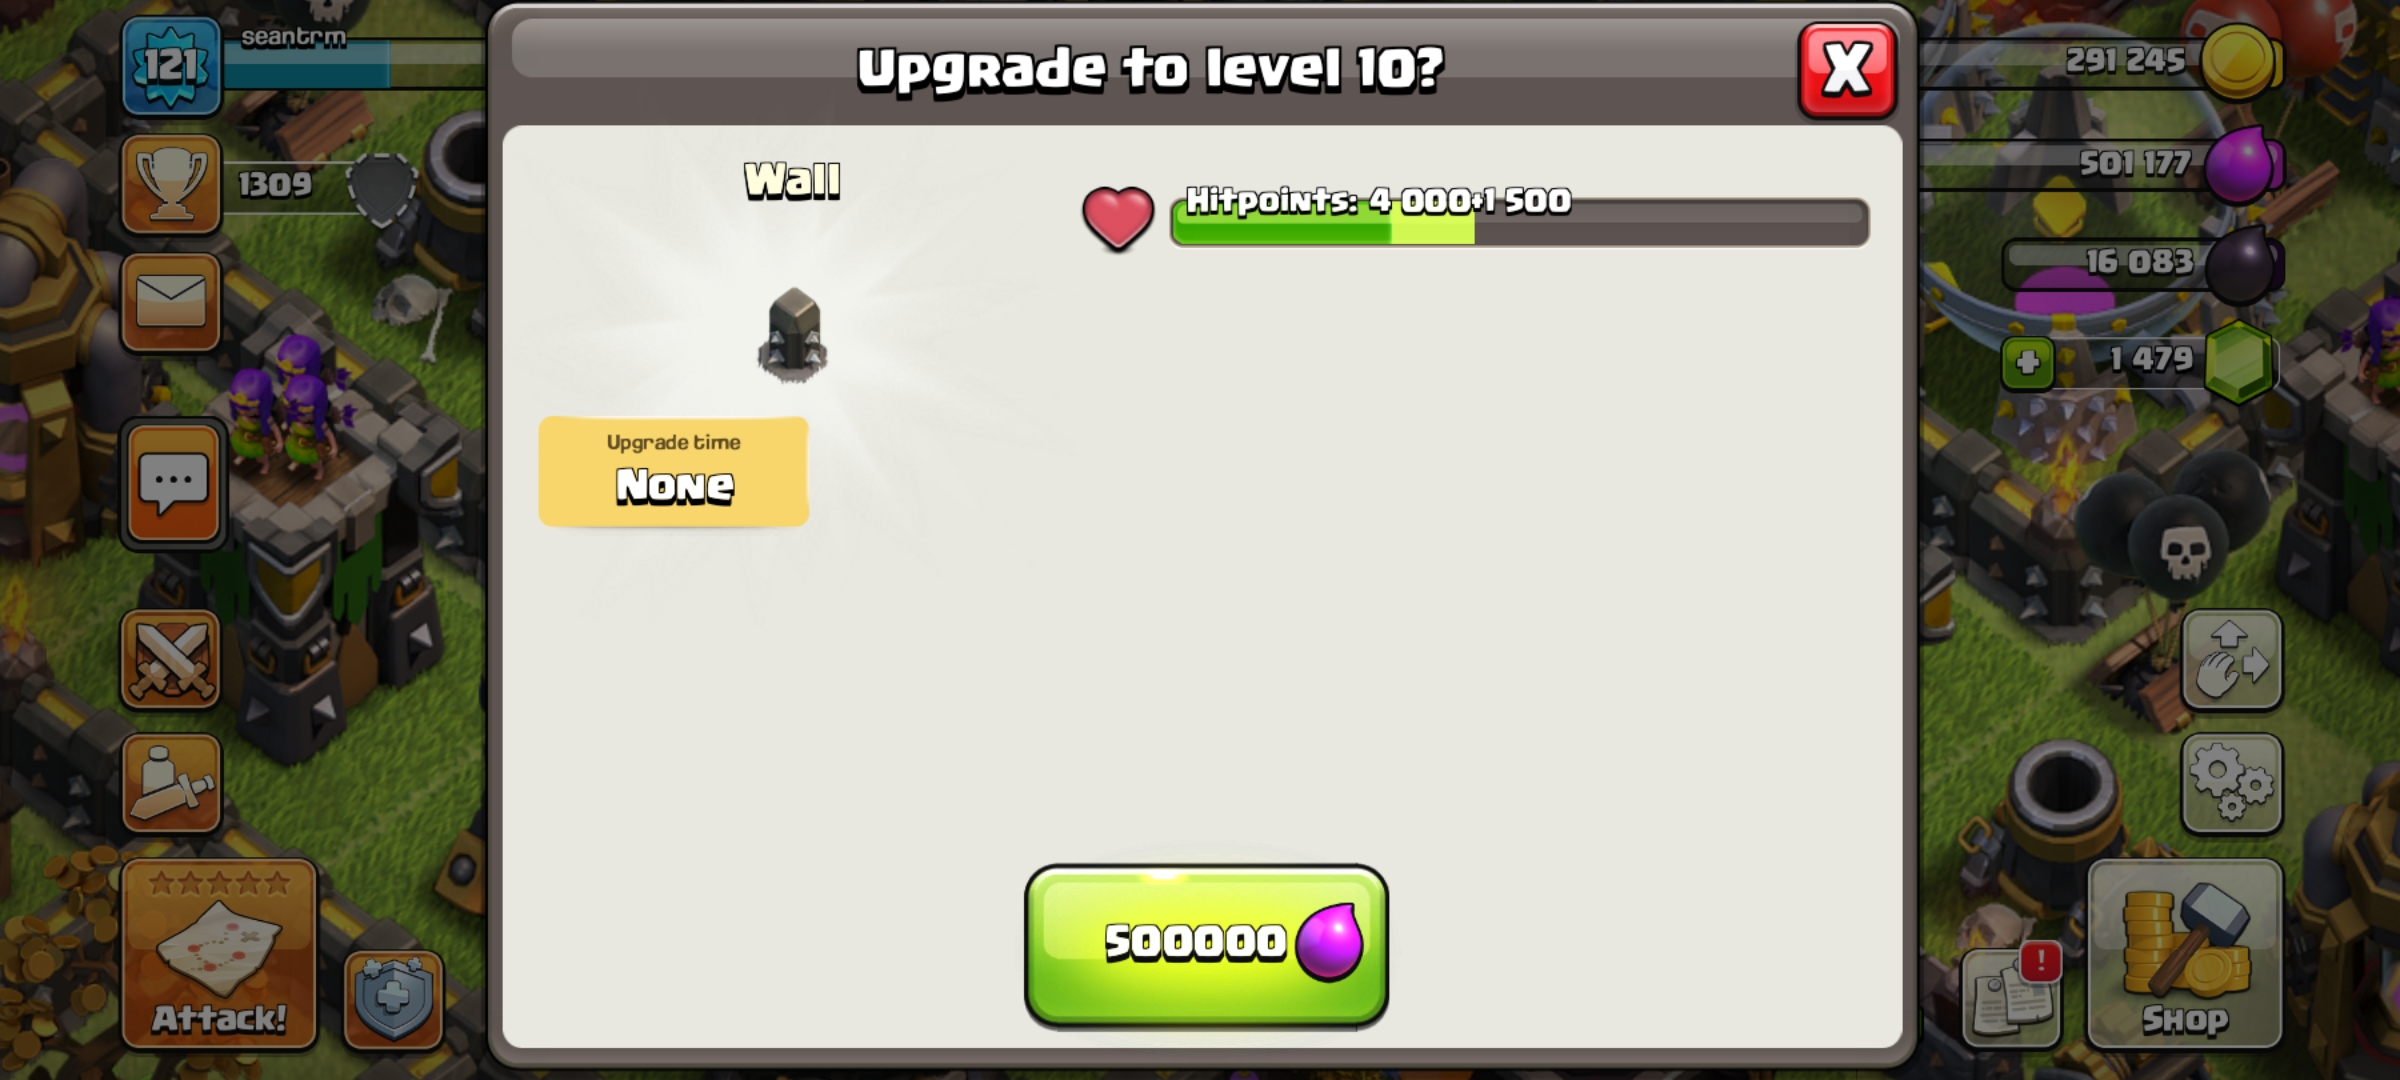 121
seantrm
Upgrade to level 10?
X
291 245
1309
Wall
Hitpoints: 4 000+1 500
501 177
16 083
1 479
Upgrade time
None
500000
Attack!
!
Shop